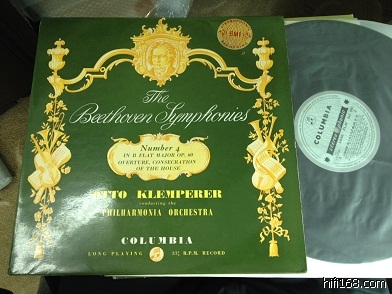 EMI
The
Beethoven Symphonies
Number 4
IN B FLAT MAJOR OP. 60
OVERTURE, CONSECRATION
OF THE HOUSE
OTTO KLEMPERER
conducting the
PHILHARMONIA ORCHESTRA
COLUMBIA
LONG PLAYING 33⅓ R.P.M. RECORD
COLUMBIA
hifi168.com